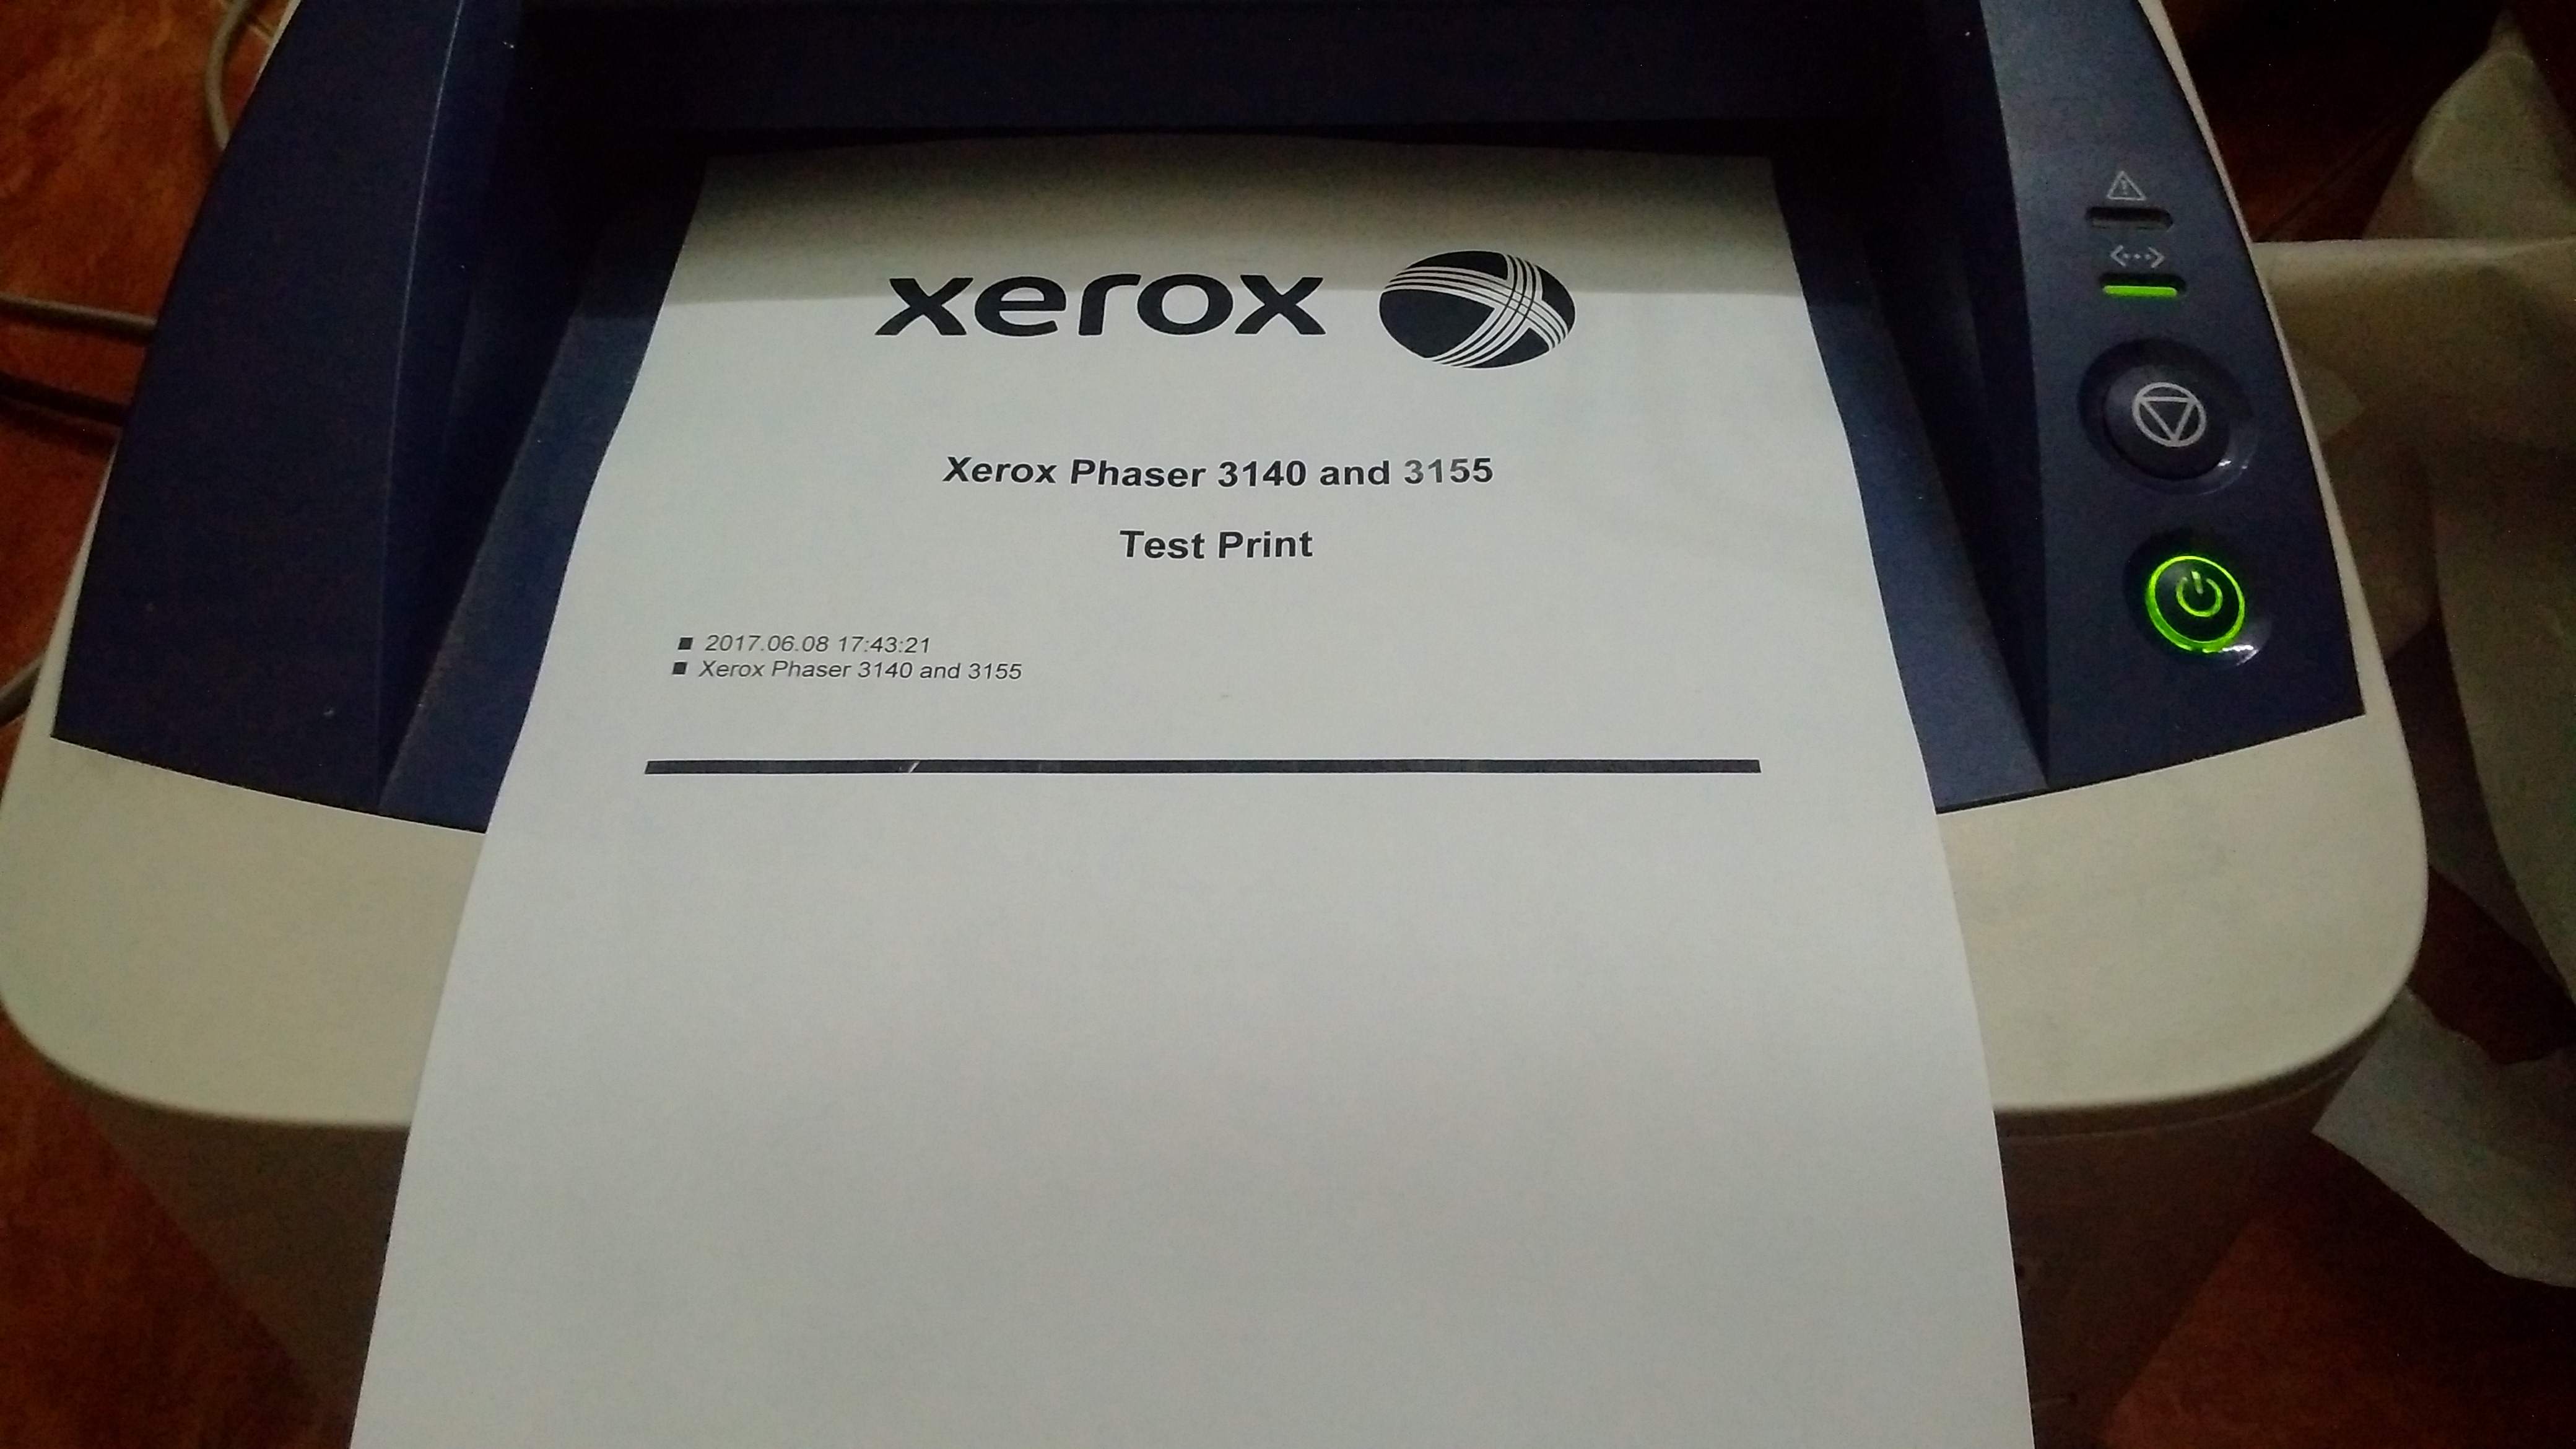 xerox
Xerox Phaser 3140 and 3155
Test Print
■ 2017.06.08 17:43:21
■ Xerox Phaser 3140 and 3155